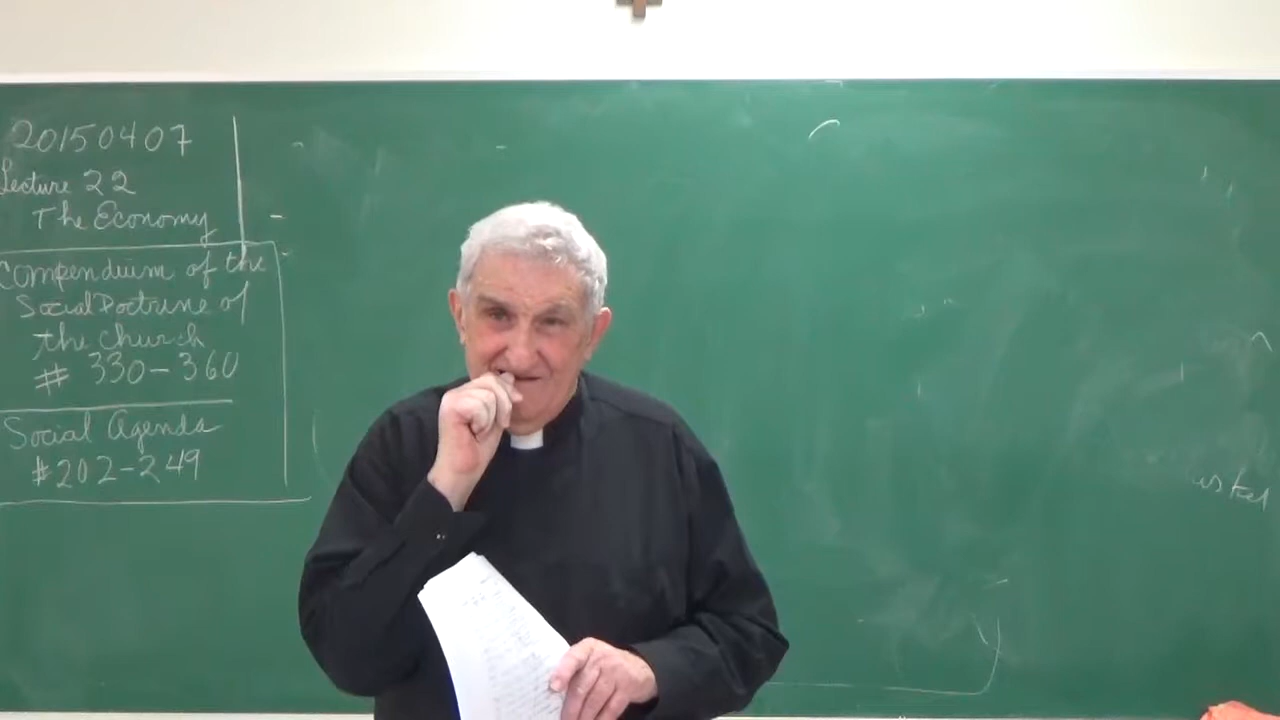 20150407
Lecture 22
The Economy
Compendium of the
Social Doctrine of
the church
# 330-360
Social Agenda
#202-249